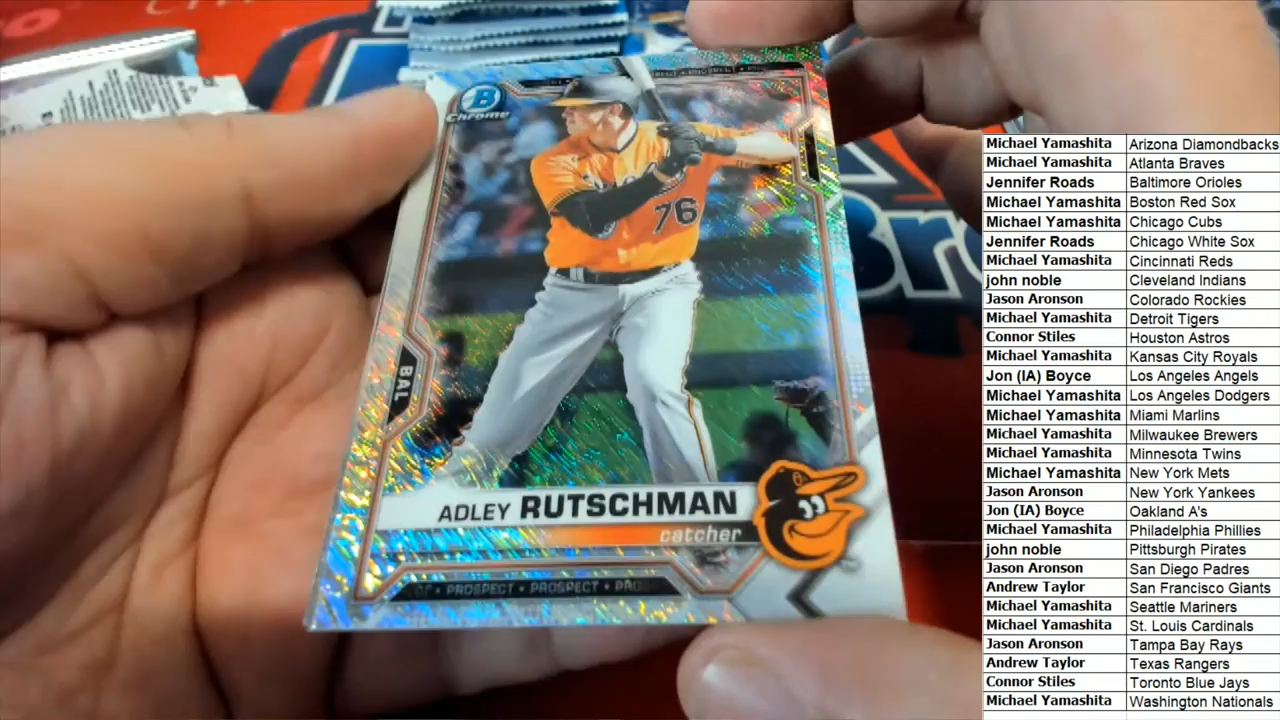 PROSPECT
B
Chrome
76
BAL
ADLEY RUTSCHMAN
catcher
PROSPECT • PRO
Bre
Michael Yamashita Arizona Diamondbacks
Michael Yamashita Atlanta Braves
Jennifer Roads Baltimore Orioles
Michael Yamashita Boston Red Sox
Michael Yamashita Chicago Cubs
Jennifer Roads Chicago White Sox
Michael Yamashita Cincinnati Reds
john noble Cleveland Indians
Jason Aronson Colorado Rockies
Michael Yamashita Detroit Tigers
Connor Stiles Houston Astros
Michael Yamashita Kansas City Royals
Jon (IA) Boyce Los Angeles Angels
Michael Yamashita Los Angeles Dodgers
Michael Yamashita Miami Marlins
Michael Yamashita Milwaukee Brewers
Michael Yamashita Minnesota Twins
Michael Yamashita New York Mets
Jason Aronson New York Yankees
Jon (IA) Boyce Oakland A's
Michael Yamashita Philadelphia Phillies
john noble Pittsburgh Pirates
Jason Aronson San Diego Padres
Andrew Taylor San Francisco Giants
Michael Yamashita Seattle Mariners
Michael Yamashita St. Louis Cardinals
Jason Aronson Tampa Bay Rays
Andrew Taylor Texas Rangers
Connor Stiles Toronto Blue Jays
Michael Yamashita Washington Nationals